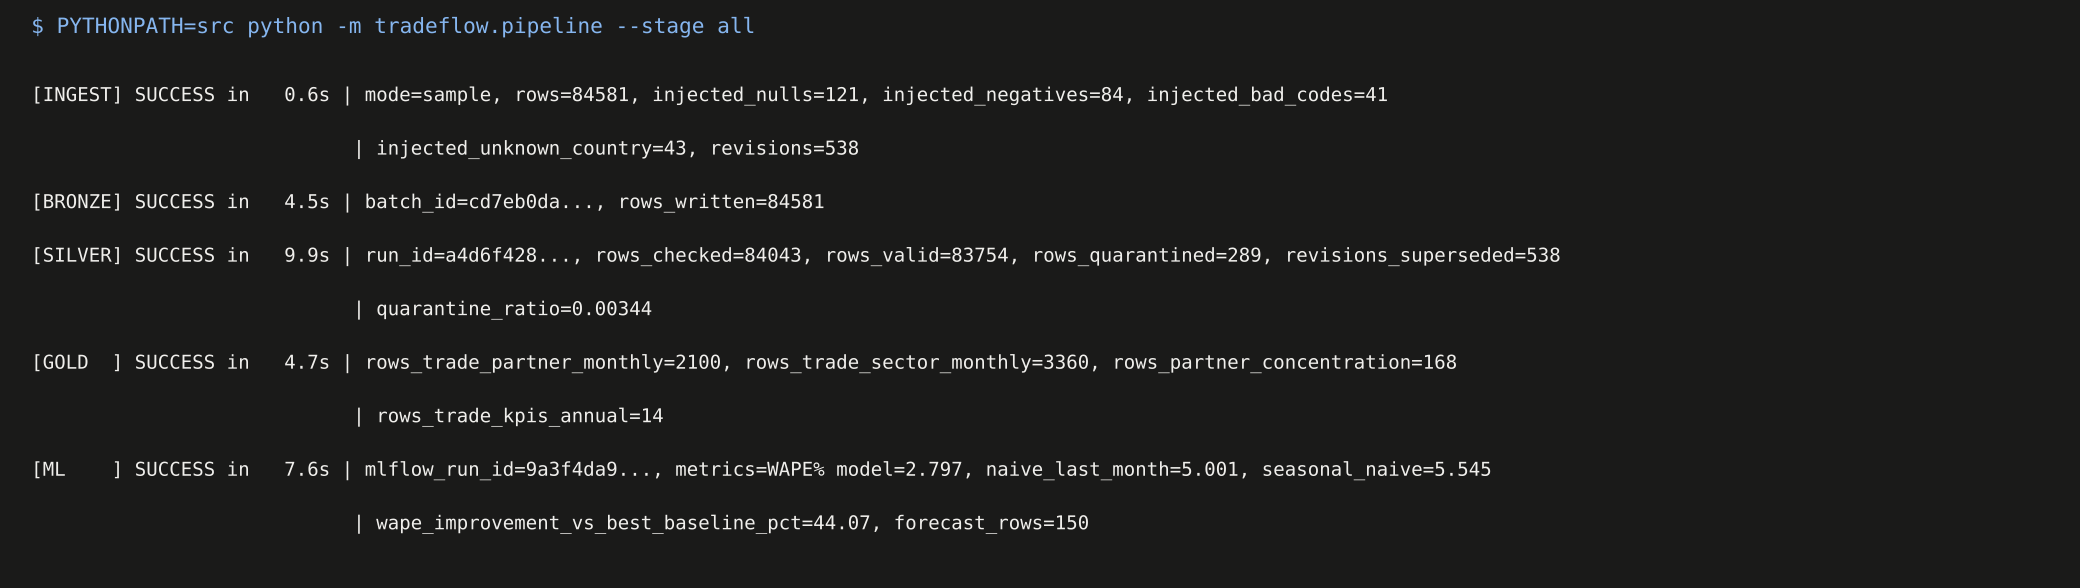 $ PYTHONPATH=src python -m tradeflow.pipeline --stage all
[INGEST] SUCCESS in   0.6s | mode=sample, rows=84581, injected_nulls=121, injected_negatives=84, injected_bad_codes=41
                            | injected_unknown_country=43, revisions=538
[BRONZE] SUCCESS in   4.5s | batch_id=cd7eb0da..., rows_written=84581
[SILVER] SUCCESS in   9.9s | run_id=a4d6f428..., rows_checked=84043, rows_valid=83754, rows_quarantined=289, revisions_superseded=538
                            | quarantine_ratio=0.00344
[GOLD  ] SUCCESS in   4.7s | rows_trade_partner_monthly=2100, rows_trade_sector_monthly=3360, rows_partner_concentration=168
                            | rows_trade_kpis_annual=14
[ML    ] SUCCESS in   7.6s | mlflow_run_id=9a3f4da9..., metrics=WAPE% model=2.797, naive_last_month=5.001, seasonal_naive=5.545
                            | wape_improvement_vs_best_baseline_pct=44.07, forecast_rows=150